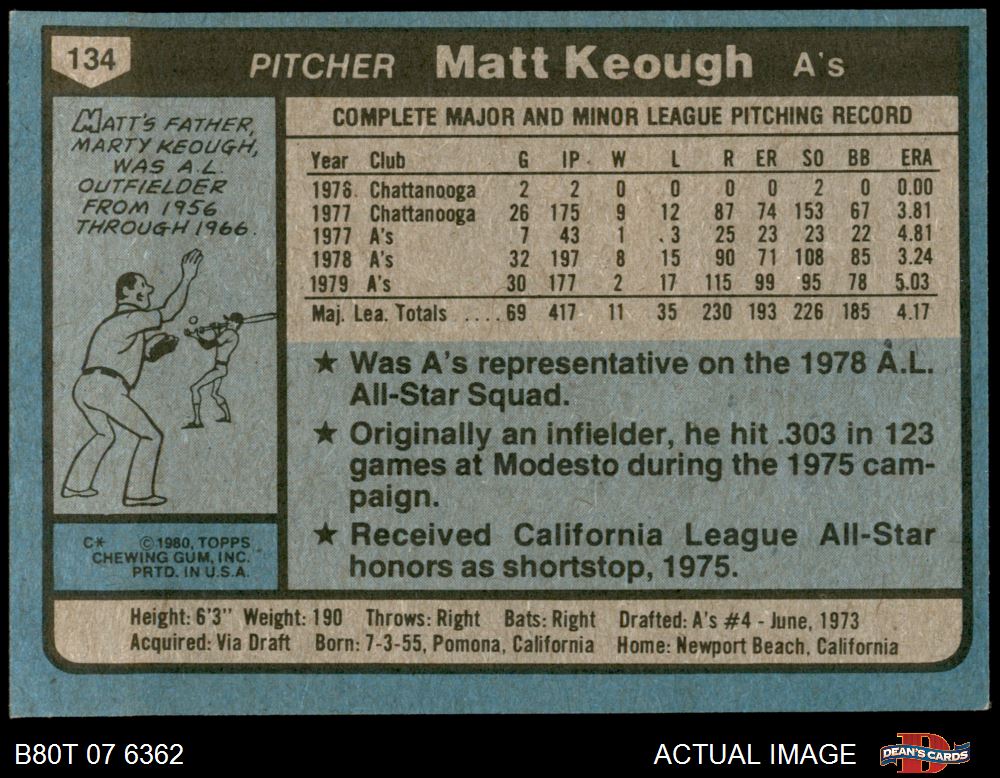 134 PITCHER Matt Keough A's
MATT'S FATHER,
MARTY KEOUGH,
WAS A.L.
OUTFIELDER
FROM 1956
THROUGH 1966.
C* ©1980, TOPPS
CHEWING GUM, INC.
PRTD. IN U.S.A.
COMPLETE MAJOR AND MINOR LEAGUE PITCHING RECORD
Year Club G IP W L R ER SO BB ERA
1976 Chattanooga 2 2 0 0 0 0 2 0 0.00
1977 Chattanooga 26 175 9 12 87 74 153 67 3.81
1977 A's 7 43 1 3 25 23 23 22 4.81
1978 A's 32 197 8 15 90 71 108 85 3.24
1979 A's 30 177 2 17 115 99 95 78 5.03
Maj. Lea. Totals ....69 417 11 35 230 193 226 185 4.17
★ Was A's representative on the 1978 A.L.
All-Star Squad.
★ Originally an infielder, he hit .303 in 123
games at Modesto during the 1975 cam-
paign.
★ Received California League All-Star
honors as shortstop, 1975.
Height: 6'3" Weight: 190 Throws: Right Bats: Right Drafted: A's #4 - June, 1973
Acquired: Via Draft Born: 7-3-55, Pomona, California Home: Newport Beach, California
B80T 07 6362 ACTUAL IMAGE DEAN'S CARDS